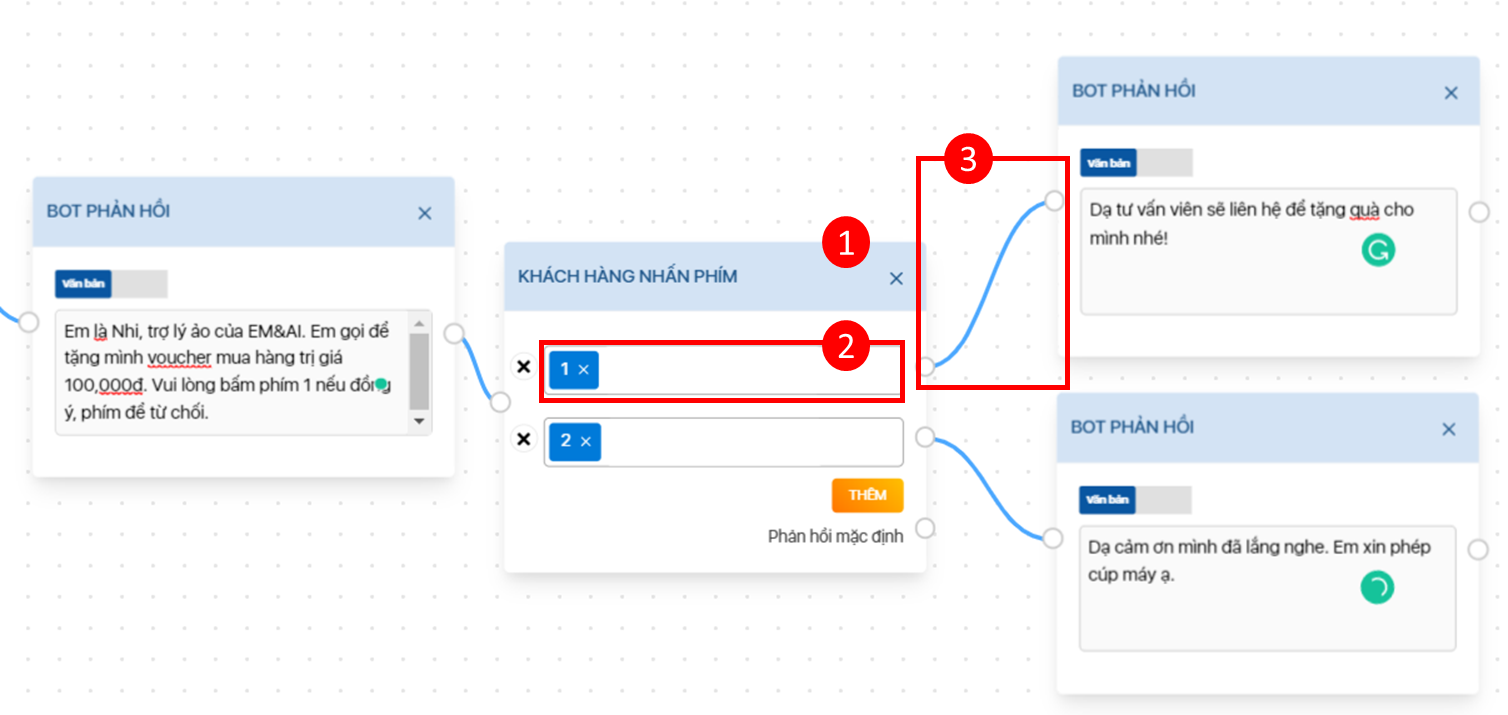 BOT PHẢN HỒI
Văn bản
Em là Nhi, trợ lý ảo của EM&AI. Em gọi để
tặng mình voucher mua hàng trị giá
100,000đ. Vui lòng bấm phím 1 nếu đồng
ý, phím để từ chối.
1
KHÁCH HÀNG NHẤN PHÍM
2
1
2
THÊM
Phản hồi mặc định
3
BOT PHẢN HỒI
Văn bản
Dạ tư vấn viên sẽ liên hệ để tặng quà cho
mình nhé!
BOT PHẢN HỒI
Văn bản
Dạ cảm ơn mình đã lắng nghe. Em xin phép
cúp máy ạ.